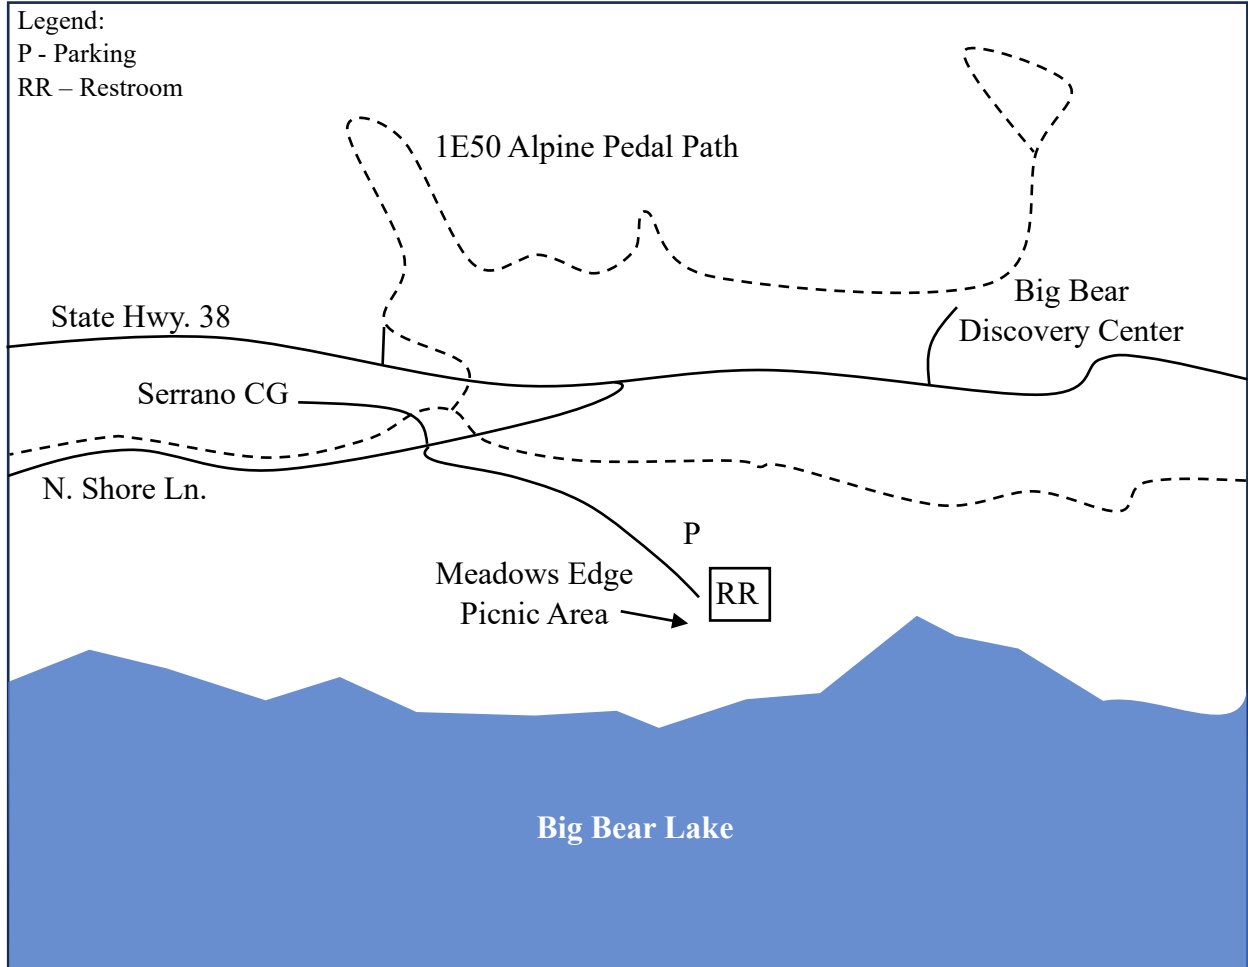 Legend:
P - Parking
RR – Restroom
1E50 Alpine Pedal Path
Big Bear
Discovery Center
State Hwy. 38
Serrano CG
N. Shore Ln.
P
Meadows Edge
Picnic Area
RR
Big Bear Lake